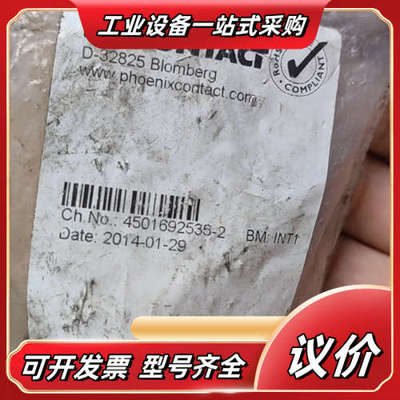 工业设备一站式采购
CONTACT
D-32825 Blomberg
www.phoenixcontact.com
RoHS
COMPLIANT
Ch.No.: 4501692536-2 BM: INT1
Date: 2014-01-29
可开发票 型号齐全 议价